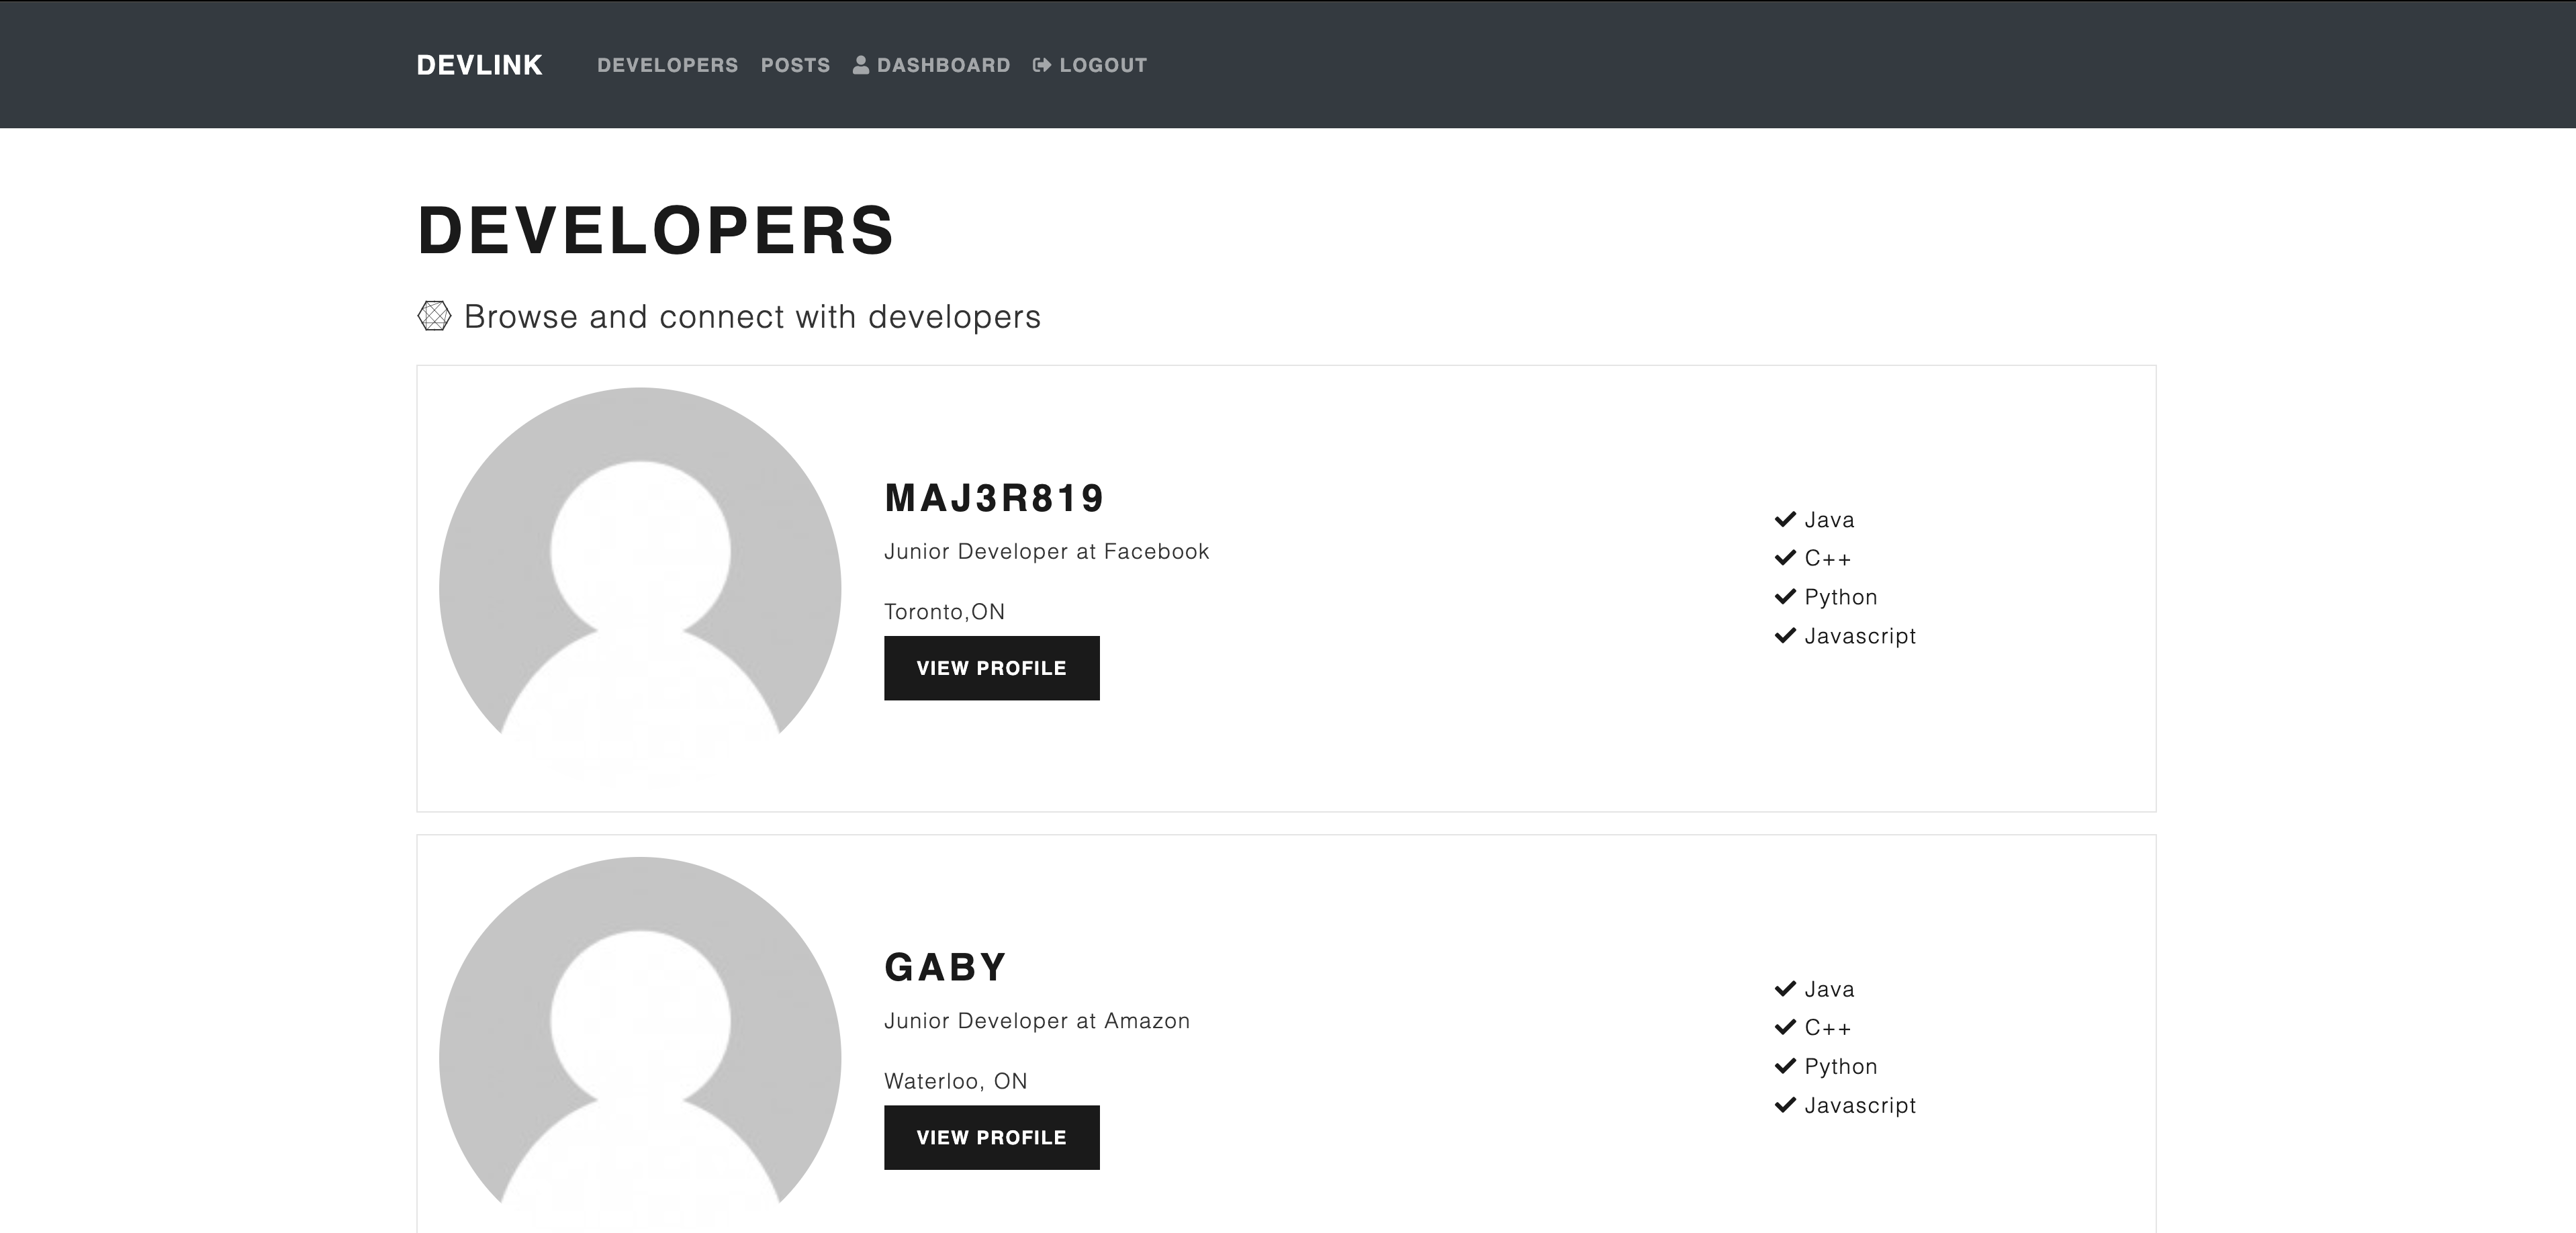 DEVLINK DEVELOPERS POSTS DASHBOARD LOGOUT
DEVELOPERS
Browse and connect with developers
MAJ3R819
Junior Developer at Facebook
Toronto,ON
VIEW PROFILE
Java
C++
Python
Javascript
GABY
Junior Developer at Amazon
Waterloo, ON
VIEW PROFILE
Java
C++
Python
Javascript